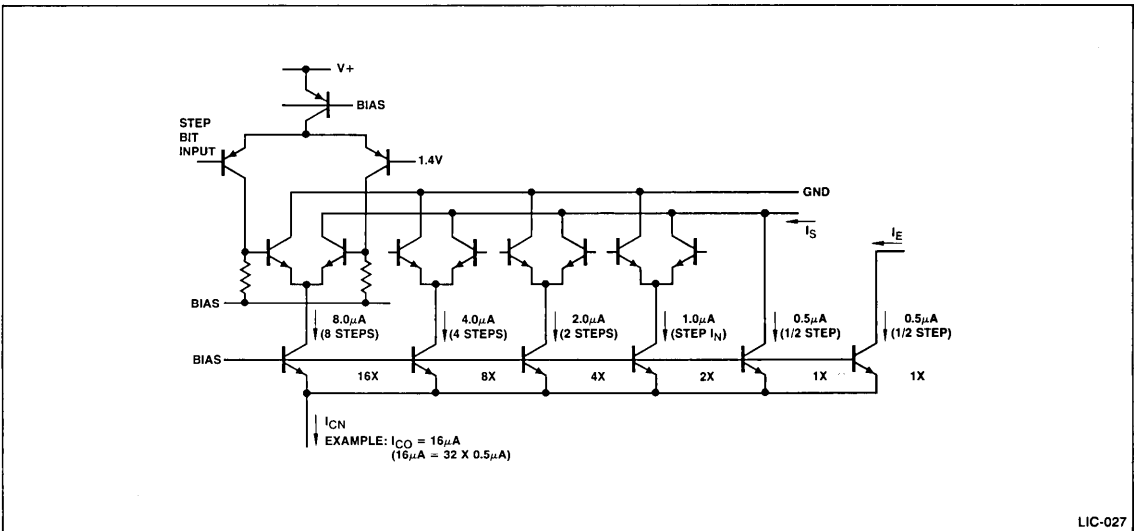 V+
BIAS
STEP
BIT
INPUT
1.4V
GND
I_S
I_E
BIAS
8.0μA
(8 STEPS)
4.0μA
(4 STEPS)
2.0μA
(2 STEPS)
1.0μA
(STEP I_N)
0.5μA
(1/2 STEP)
0.5μA
(1/2 STEP)
BIAS
16X
8X
4X
2X
1X
1X
I_CN
EXAMPLE: I_CO = 16μA
(16μA = 32 X 0.5μA)
LIC-027